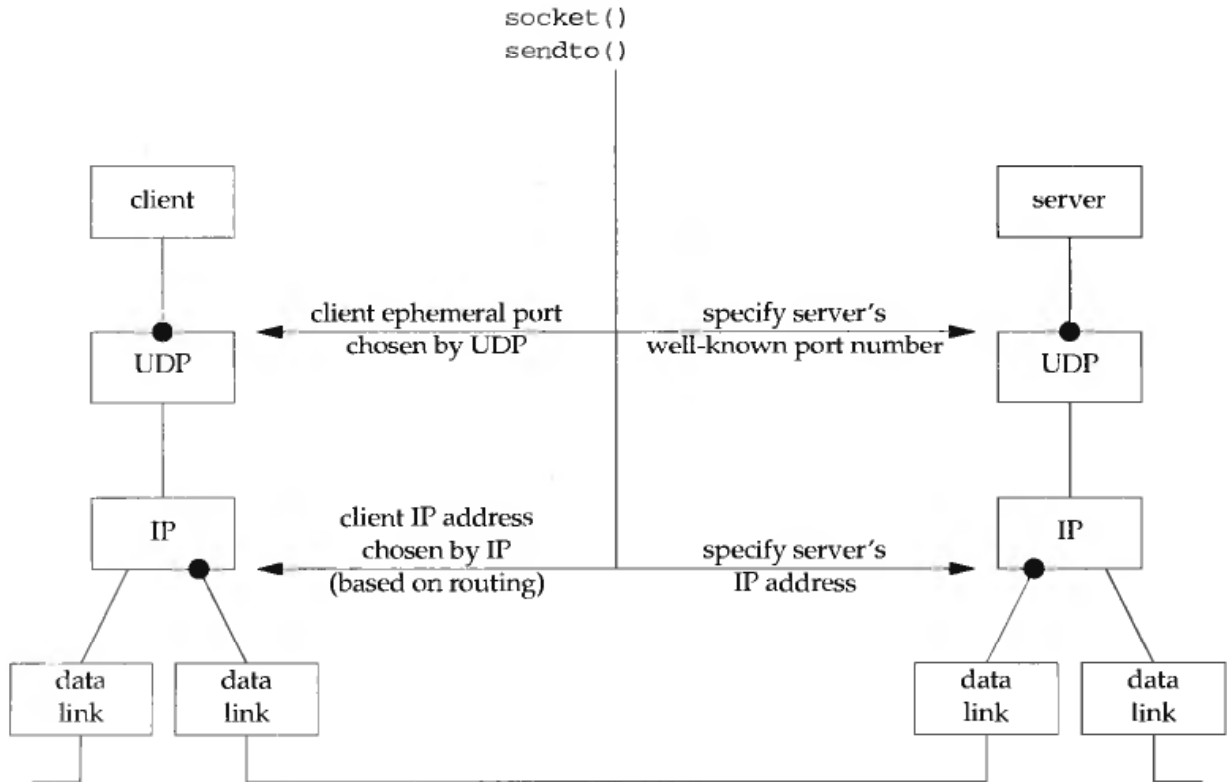 socket()
sendto()
client
server
client ephemeral port
chosen by UDP
specify server's
well-known port number
UDP
UDP
IP
client IP address
chosen by IP
(based on routing)
specify server's
IP address
IP
data
link
data
link
data
link
data
link